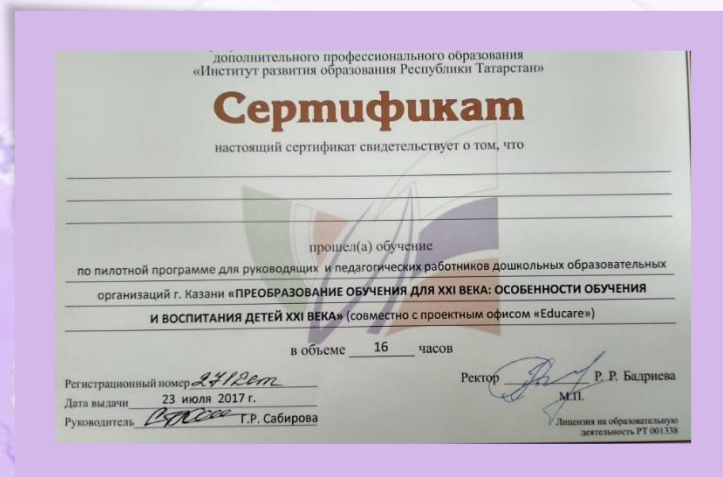 дополнительного профессионального образования
«Институт развития образования Республики Татарстан»
Сертификат
настоящий сертификат свидетельствует о том, что
прошел(а) обучение
по пилотной программе для руководящих и педагогических работников дошкольных образовательных
организаций г. Казани «ПРЕОБРАЗОВАНИЕ ОБУЧЕНИЯ ДЛЯ XXI ВЕКА: ОСОБЕННОСТИ ОБУЧЕНИЯ
И ВОСПИТАНИЯ ДЕТЕЙ XXI ВЕКА» (совместно с проектным офисом «Educare»)
в объеме 16 часов
Регистрационный номер
Ректор Р. Р. Бадриева
Дата выдачи 23 июля 2017 г.
М.П.
Руководитель Г.Р. Сабирова
Лицензия на образовательную
деятельность РТ 001338